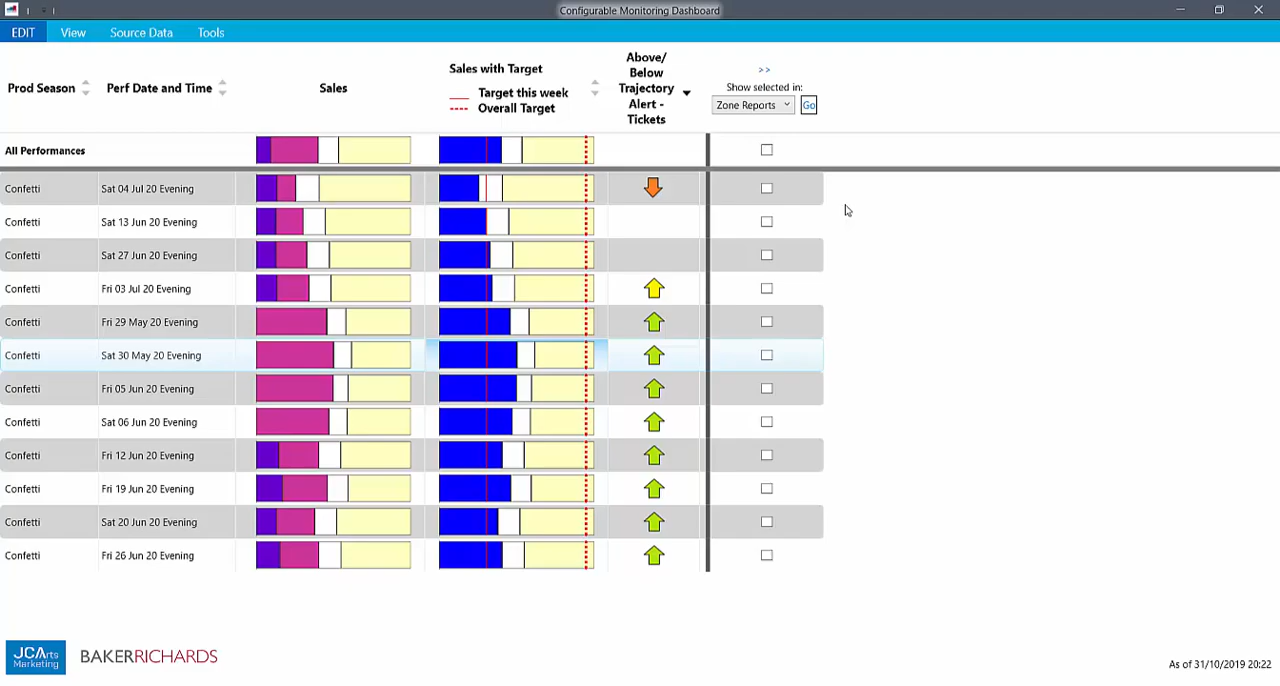 Configurable Monitoring Dashboard
EDIT View Source Data Tools
Prod Season
Perf Date and Time
Sales
Sales with Target
Target this week
Overall Target
Above/
Below
Trajectory
Alert -
Tickets
>>
Show selected in:
Zone Reports Go
All Performances
Confetti Sat 04 Jul 20 Evening
Confetti Sat 13 Jun 20 Evening
Confetti Sat 27 Jun 20 Evening
Confetti Fri 03 Jul 20 Evening
Confetti Fri 29 May 20 Evening
Confetti Sat 30 May 20 Evening
Confetti Fri 05 Jun 20 Evening
Confetti Sat 06 Jun 20 Evening
Confetti Fri 12 Jun 20 Evening
Confetti Fri 19 Jun 20 Evening
Confetti Sat 20 Jun 20 Evening
Confetti Fri 26 Jun 20 Evening
JCArts
Marketing
BAKERRICHARDS
As of 31/10/2019 20:22